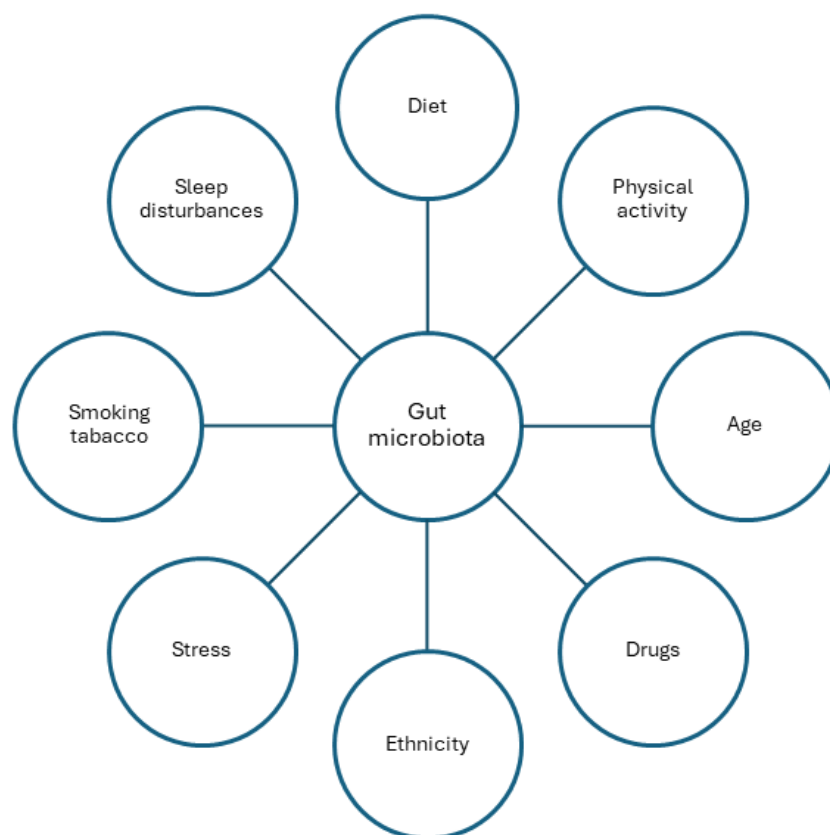 Diet
Sleep
disturbances
Physical
activity
Smoking
tabacco
Gut
microbiota
Age
Stress
Drugs
Ethnicity